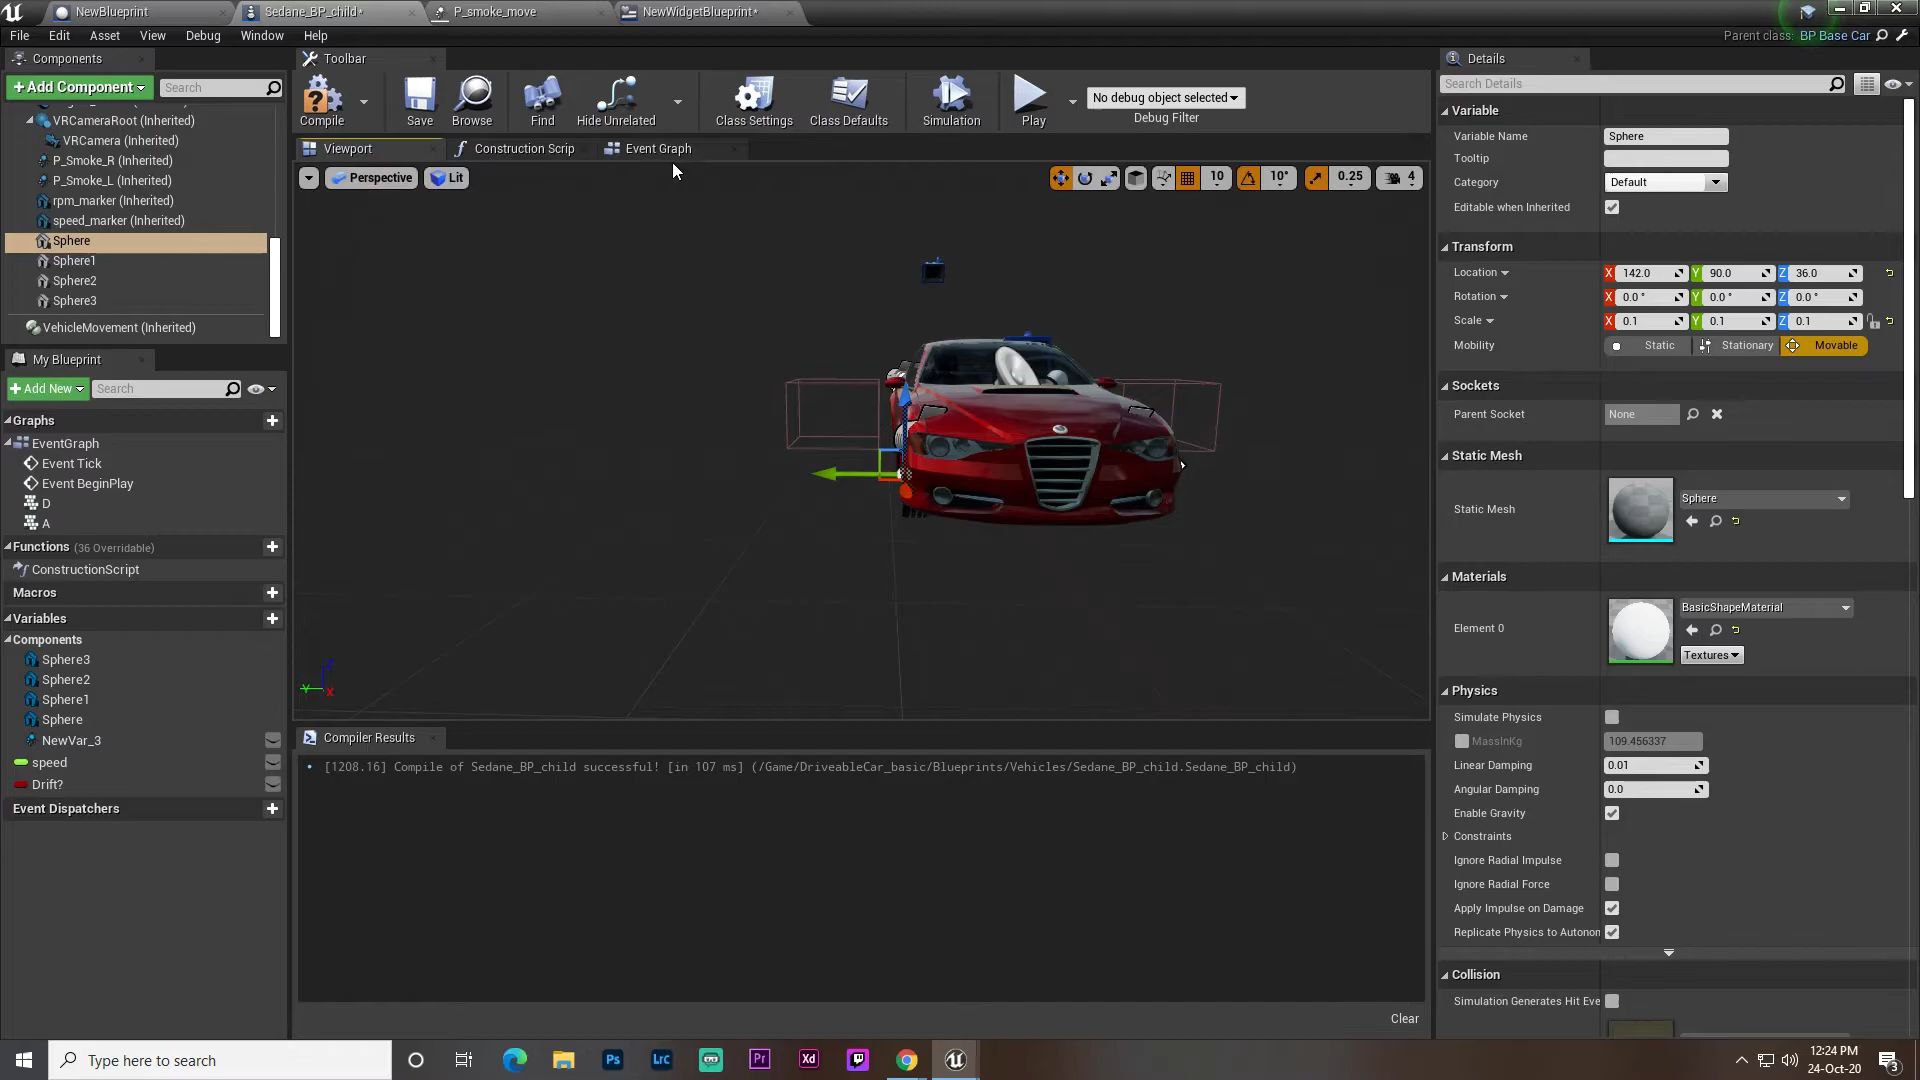 NewBlueprint
Sedane_BP_child*
P_smoke_move
NewWidgetBlueprint*
File Edit Asset View Debug Window Help
Parent class: BP Base Car
Components
+Add Component
Search
VRCameraRoot (Inherited)
VRCamera (Inherited)
P_Smoke_R (Inherited)
P_Smoke_L (Inherited)
rpm_marker (Inherited)
speed_marker (Inherited)
Sphere
Sphere1
Sphere2
Sphere3
VehicleMovement (Inherited)
My Blueprint
+Add New
Search
Graphs
EventGraph
Event Tick
Event BeginPlay
D
A
Functions (36 Overridable)
ConstructionScript
Macros
Variables
Components
Sphere3
Sphere2
Sphere1
Sphere
NewVar_3
speed
Drift?
Event Dispatchers
Toolbar
Compile
Save
Browse
Find
Hide Unrelated
Class Settings
Class Defaults
Simulation
Play
No debug object selected
Debug Filter
Viewport
Construction Scrip
Event Graph
Perspective
Lit
10
10°
0.25
4
Z
Y
X
Compiler Results
[1208.16] Compile of Sedane_BP_child successful! [in 107 ms] (/Game/DriveableCar_basic/Blueprints/Vehicles/Sedane_BP_child.Sedane_BP_child)
Clear
Details
Search Details
Variable
Variable Name Sphere
Tooltip
Category Default
Editable when Inherited
Transform
Location X 142.0 Y 90.0 Z 36.0
Rotation X 0.0 ° Y 0.0 ° Z 0.0 °
Scale X 0.1 Y 0.1 Z 0.1
Mobility Static Stationary Movable
Sockets
Parent Socket None
Static Mesh
Static Mesh Sphere
Materials
Element 0 BasicShapeMaterial
Textures
Physics
Simulate Physics
MassInKg 109.456337
Linear Damping 0.01
Angular Damping 0.0
Enable Gravity
Constraints
Ignore Radial Impulse
Ignore Radial Force
Apply Impulse on Damage
Replicate Physics to Autonon
Collision
Simulation Generates Hit Eve
Type here to search
Ps
Lrc
Pr
Xd
12:24 PM
24-Oct-20
3